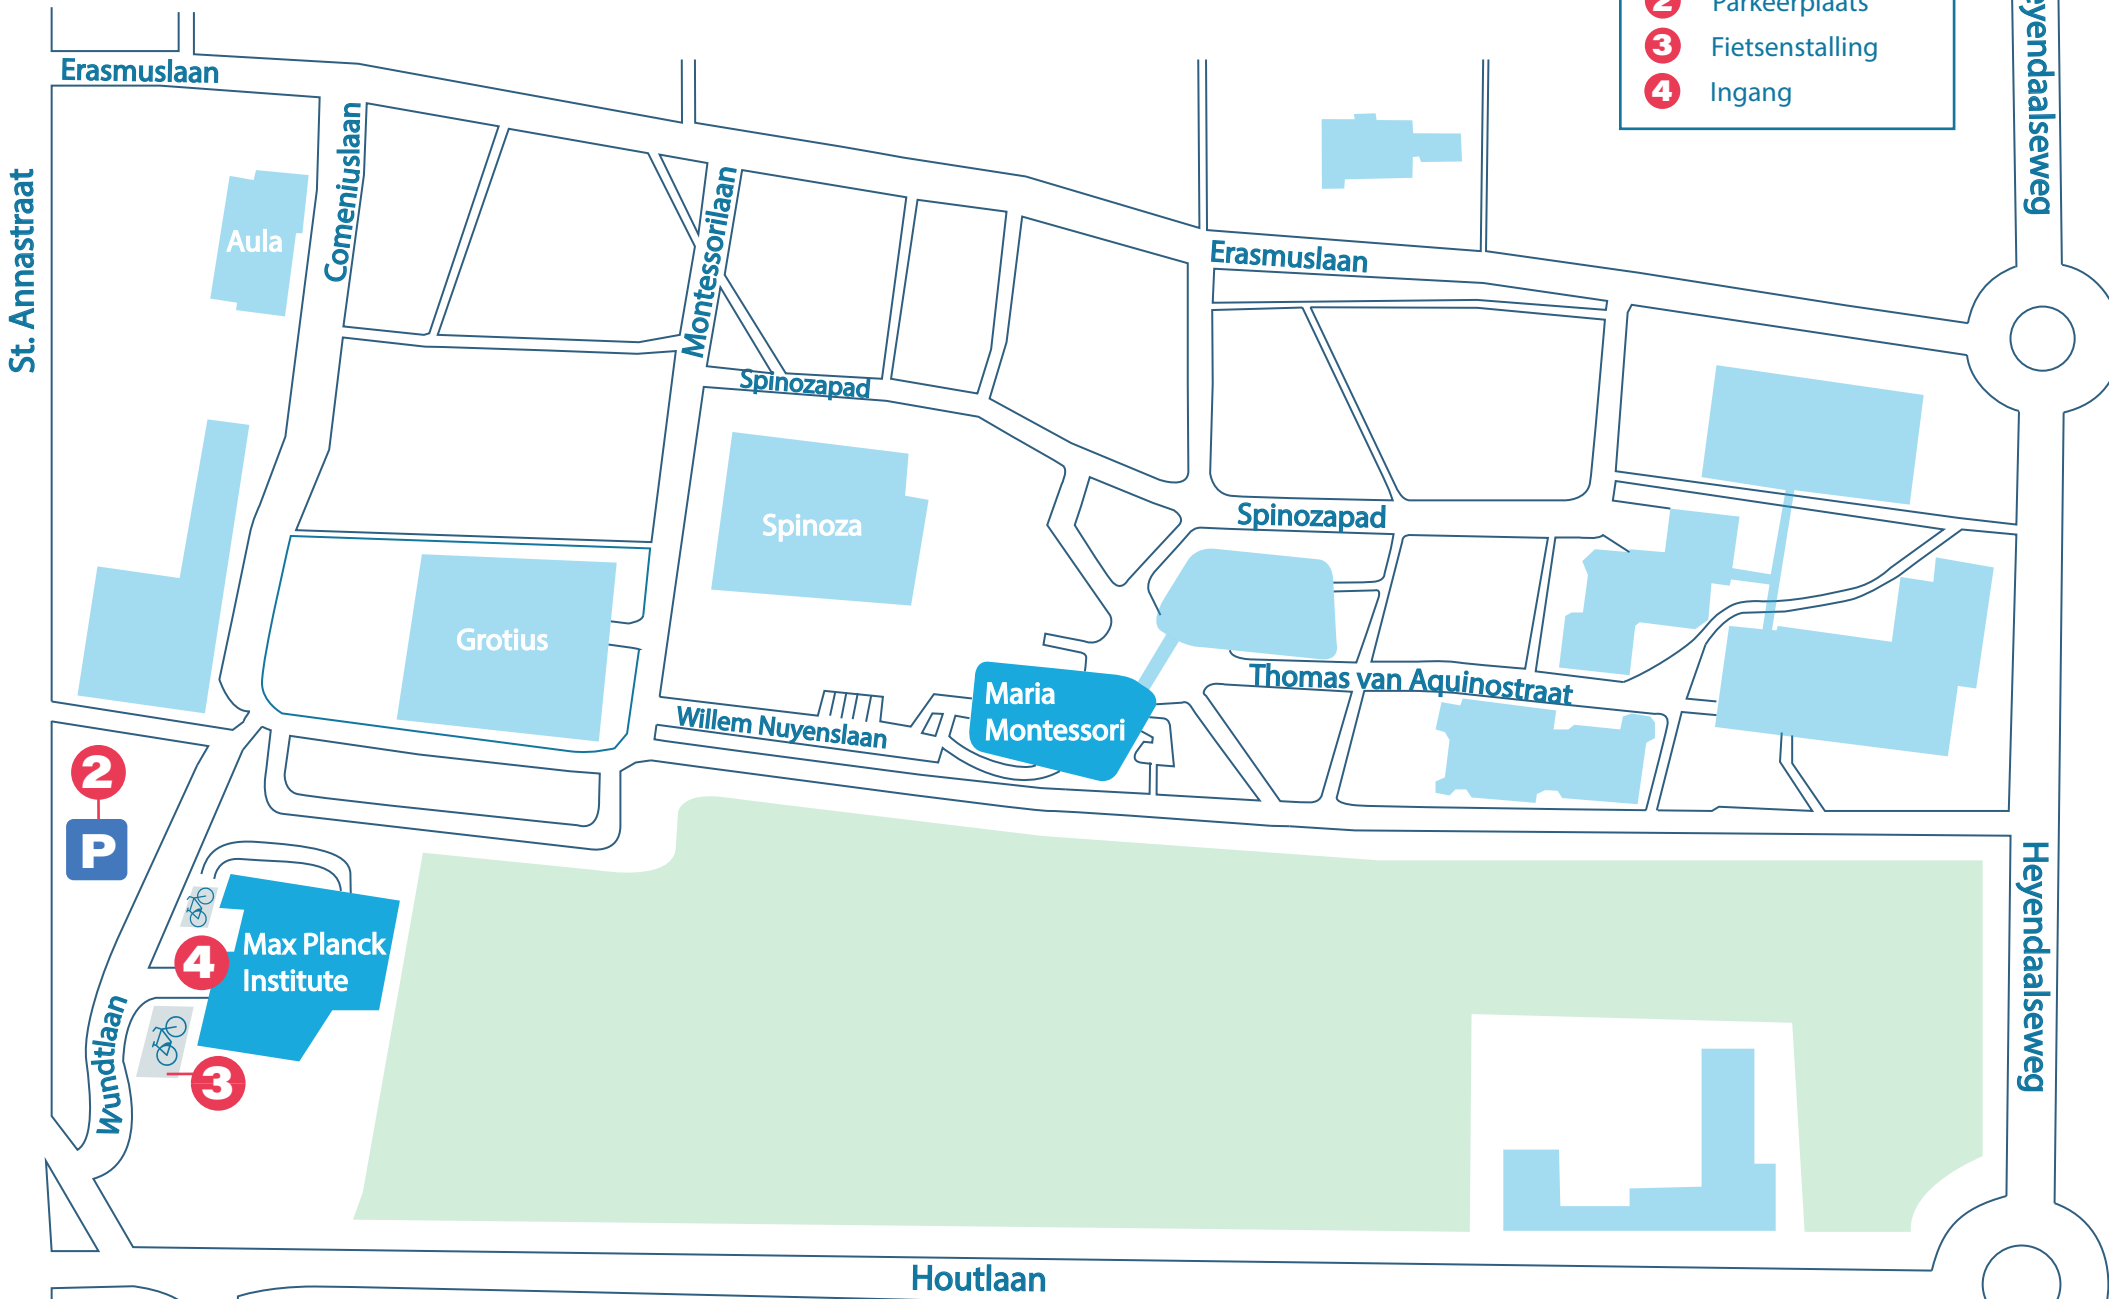 2 Parkeerplaats
3 Fietsenstalling
4 Ingang
Erasmuslaan
St. Annastraat
Comeniuslaan
Aula
Montessorilaan
Erasmuslaan
Spinozapad
Spinoza
Spinozapad
Grotius
Thomas van Aquinostraat
Maria
Montessori
Willem Nuyenslaan
2
P
4
Max Planck
Institute
Wundtlaan
3
Heyendaalseweg
Houtlaan